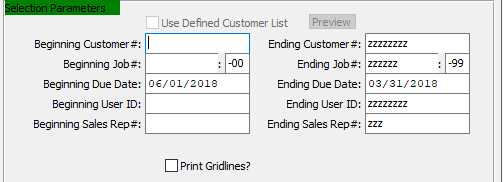 Selection Parameters
Use Defined Customer List Preview
Beginning Customer#: Ending Customer#: zzzzzzzz
Beginning Job#: : -00 Ending Job#: zzzzzz : -99
Beginning Due Date: 06/01/2018 Ending Due Date: 03/31/2018
Beginning User ID: Ending User ID: zzzzzzzz
Beginning Sales Rep#: Ending Sales Rep#: zzz
Print Gridlines?